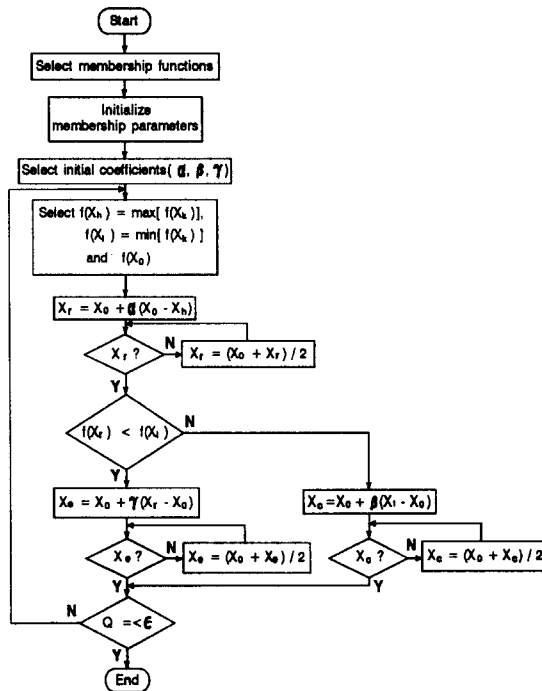 Start
Select membership functions
Initialize
membership parameters
Select initial coefficients( α, β, γ)
Select f(Xh) = max[ f(Xk)],
f(Xl) = min[ f(Xk) ]
and f(X0)
Xr = X0 + α(X0 - Xh)
Xr ?
N
Xr = (X0 + Xr) / 2
Y
f(Xr) < f(Xl)
N
Y
Xe = X0 + γ(Xr - X0)
Xc = X0 + β(Xl - X0)
Xe ?
N
Xe = (X0 + Xe) / 2
Xc ?
N
Xc = (X0 + Xc) / 2
Y
Y
N
Q =< ε
Y
End